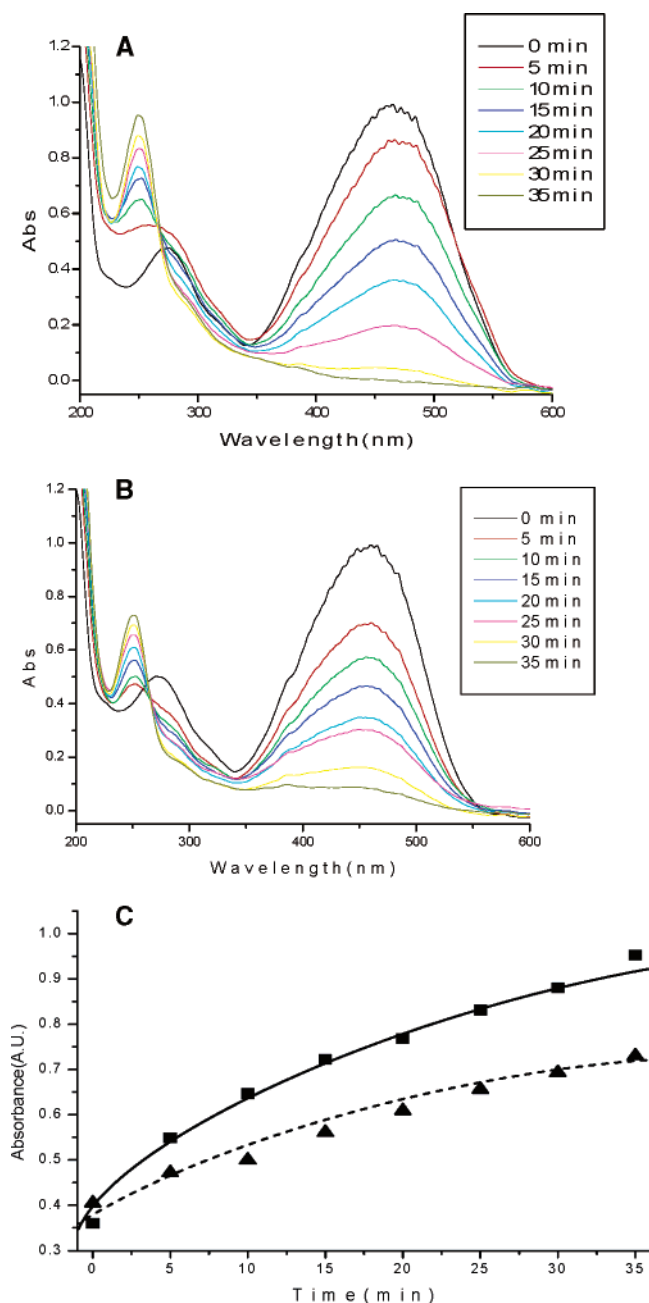 A
0 min
5 min
10min
15min
20min
25min
30min
35min
Abs
1.2
1.0
0.8
0.6
0.4
0.2
0.0
200 300 400 500 600
Wavelength(nm)
B
0 min
5 min
10 min
15 min
20 min
25 min
30 min
35 min
Abs
1.2
1.0
0.8
0.6
0.4
0.2
0.0
200 300 400 500 600
Wavelength(nm)
C
Absorbance(A.U.)
1.0
0.9
0.8
0.7
0.6
0.5
0.4
0.3
0 5 10 15 20 25 30 35
Time(min)